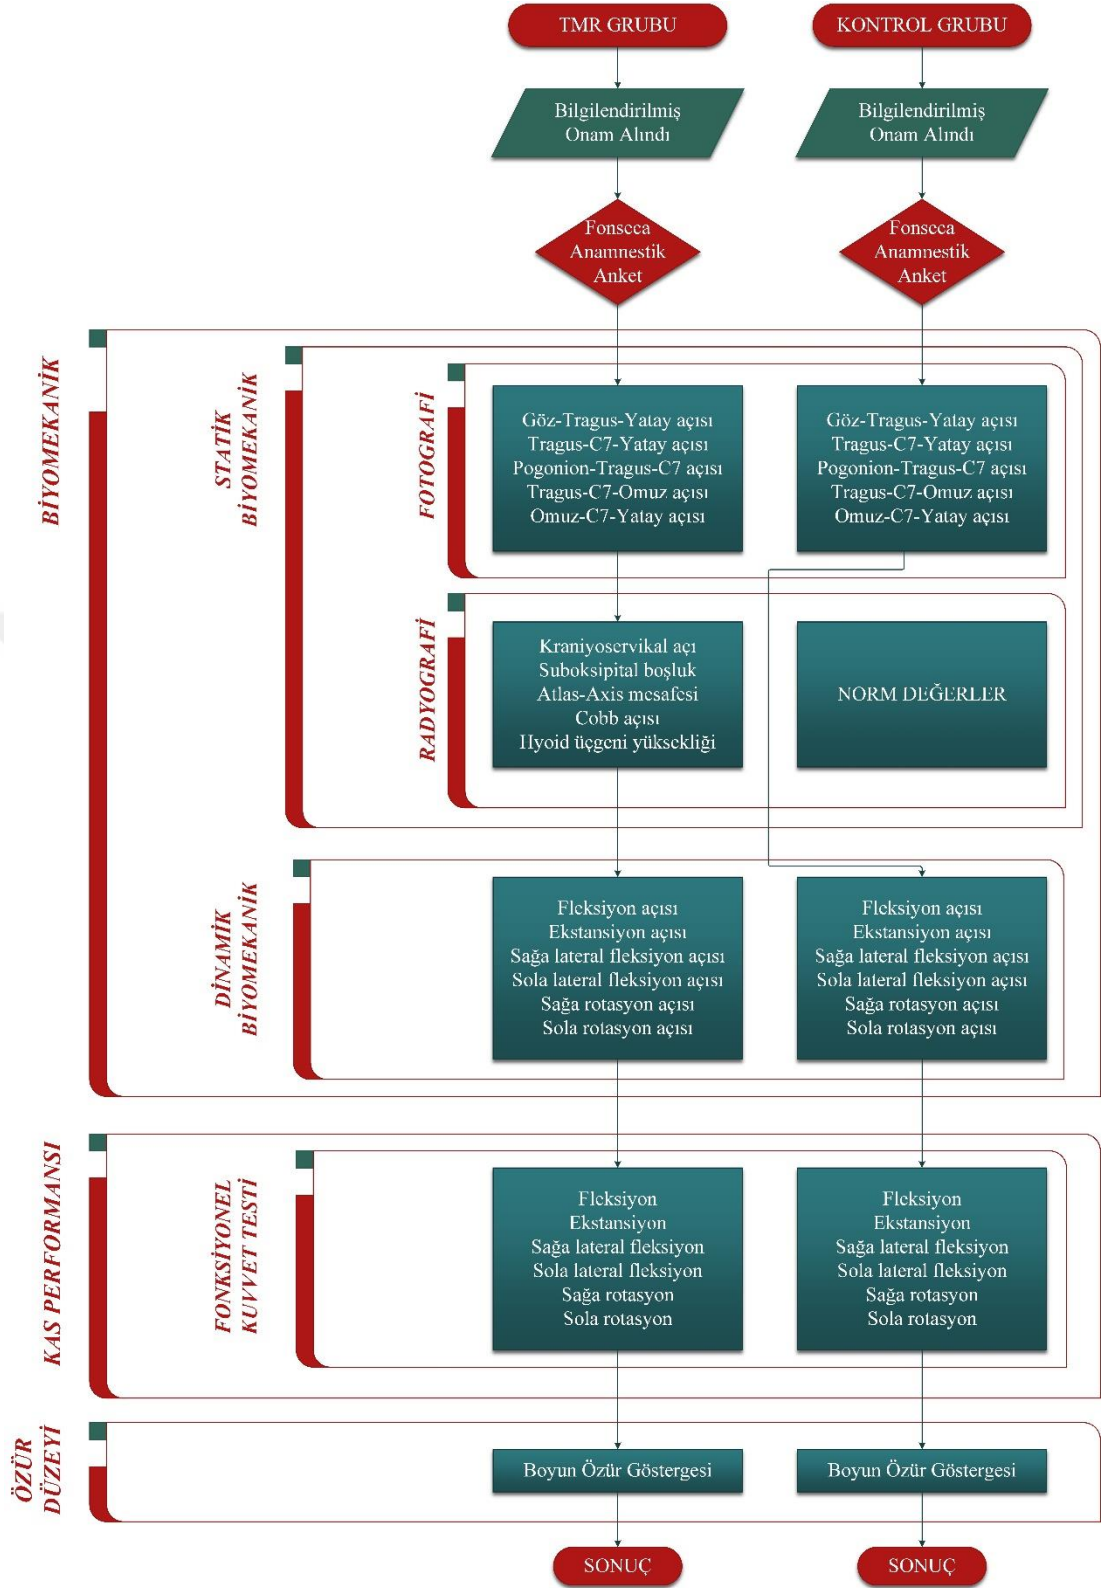 TMR GRUBU
KONTROL GRUBU
Bilgilendirilmiş
Onam Alındı
Bilgilendirilmiş
Onam Alındı
Fonseca
Anamnestik
Anket
Fonseca
Anamnestik
Anket
BİYOMEKANİK
STATİK
BİYOMEKANİK
FOTOGRAFİ
Göz-Tragus-Yatay açısı
Tragus-C7-Yatay açısı
Pogonion-Tragus-C7 açısı
Tragus-C7-Omuz açısı
Omuz-C7-Yatay açısı
Göz-Tragus-Yatay açısı
Tragus-C7-Yatay açısı
Pogonion-Tragus-C7 açısı
Tragus-C7-Omuz açısı
Omuz-C7-Yatay açısı
RADYOGRAFİ
Kraniyoservikal açı
Suboksipital boşluk
Atlas-Axis mesafesi
Cobb açısı
Hyoid üçgeni yüksekliği
NORM DEĞERLER
DİNAMİK
BİYOMEKANİK
Fleksiyon açısı
Ekstansiyon açısı
Sağa lateral fleksiyon açısı
Sola lateral fleksiyon açısı
Sağa rotasyon açısı
Sola rotasyon açısı
Fleksiyon açısı
Ekstansiyon açısı
Sağa lateral fleksiyon açısı
Sola lateral fleksiyon açısı
Sağa rotasyon açısı
Sola rotasyon açısı
KAS PERFORMANSI
FONKSİYONEL
KUVVET TESTİ
Fleksiyon
Ekstansiyon
Sağa lateral fleksiyon
Sola lateral fleksiyon
Sağa rotasyon
Sola rotasyon
Fleksiyon
Ekstansiyon
Sağa lateral fleksiyon
Sola lateral fleksiyon
Sağa rotasyon
Sola rotasyon
ÖZÜR
DÜZEYİ
Boyun Özür Göstergesi
Boyun Özür Göstergesi
SONUÇ
SONUÇ